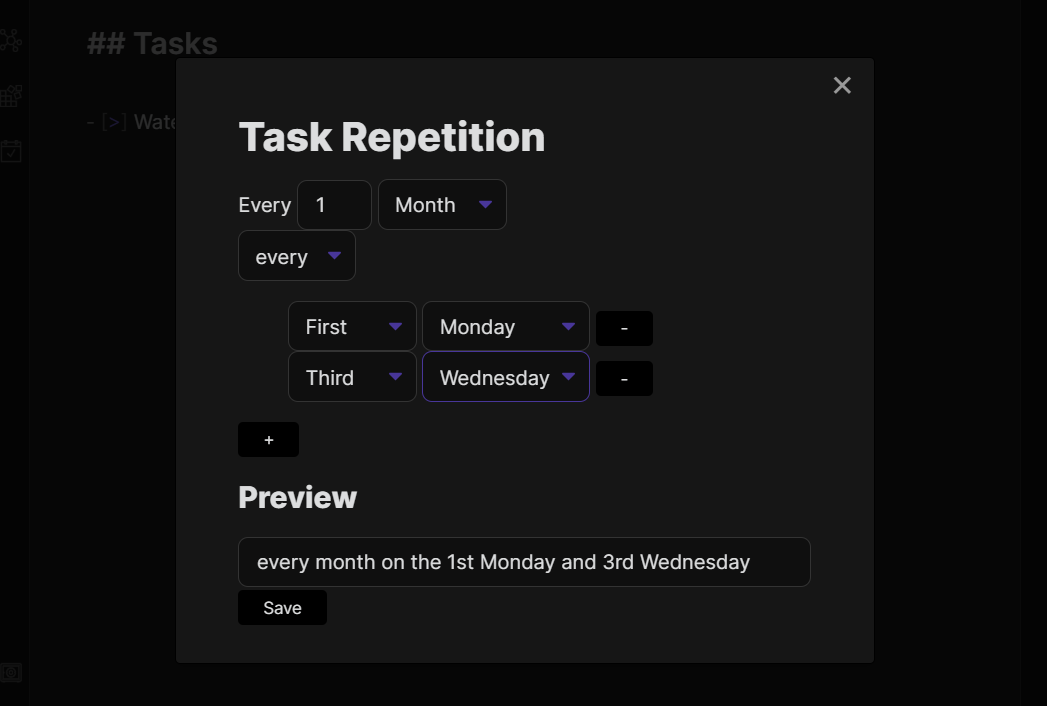 ## Tasks
- [>] Wate
Task Repetition
Every 1 Month
every
First Monday -
Third Wednesday -
+
Preview
every month on the 1st Monday and 3rd Wednesday
Save